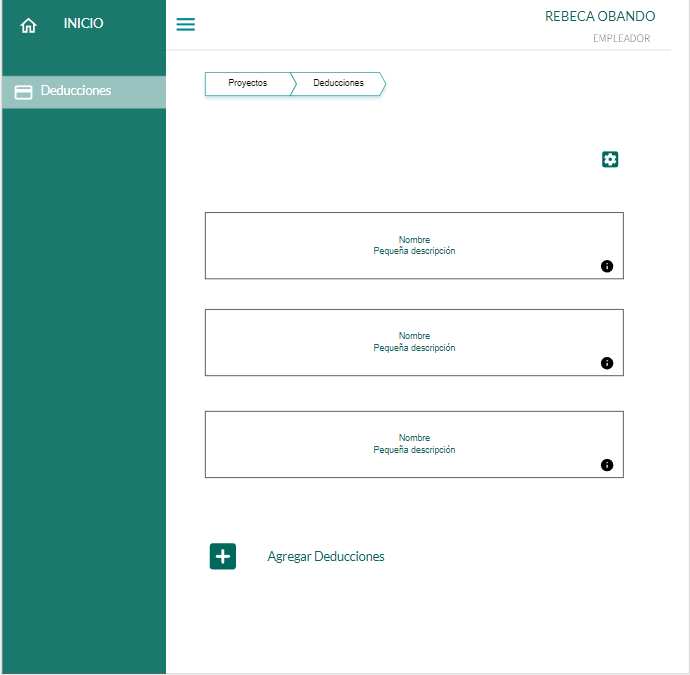 INICIO
REBECA OBANDO
EMPLEADOR
Deducciones
Proyectos
Deducciones
Nombre
Pequeña descripción
Nombre
Pequeña descripción
Nombre
Pequeña descripción
Agregar Deducciones